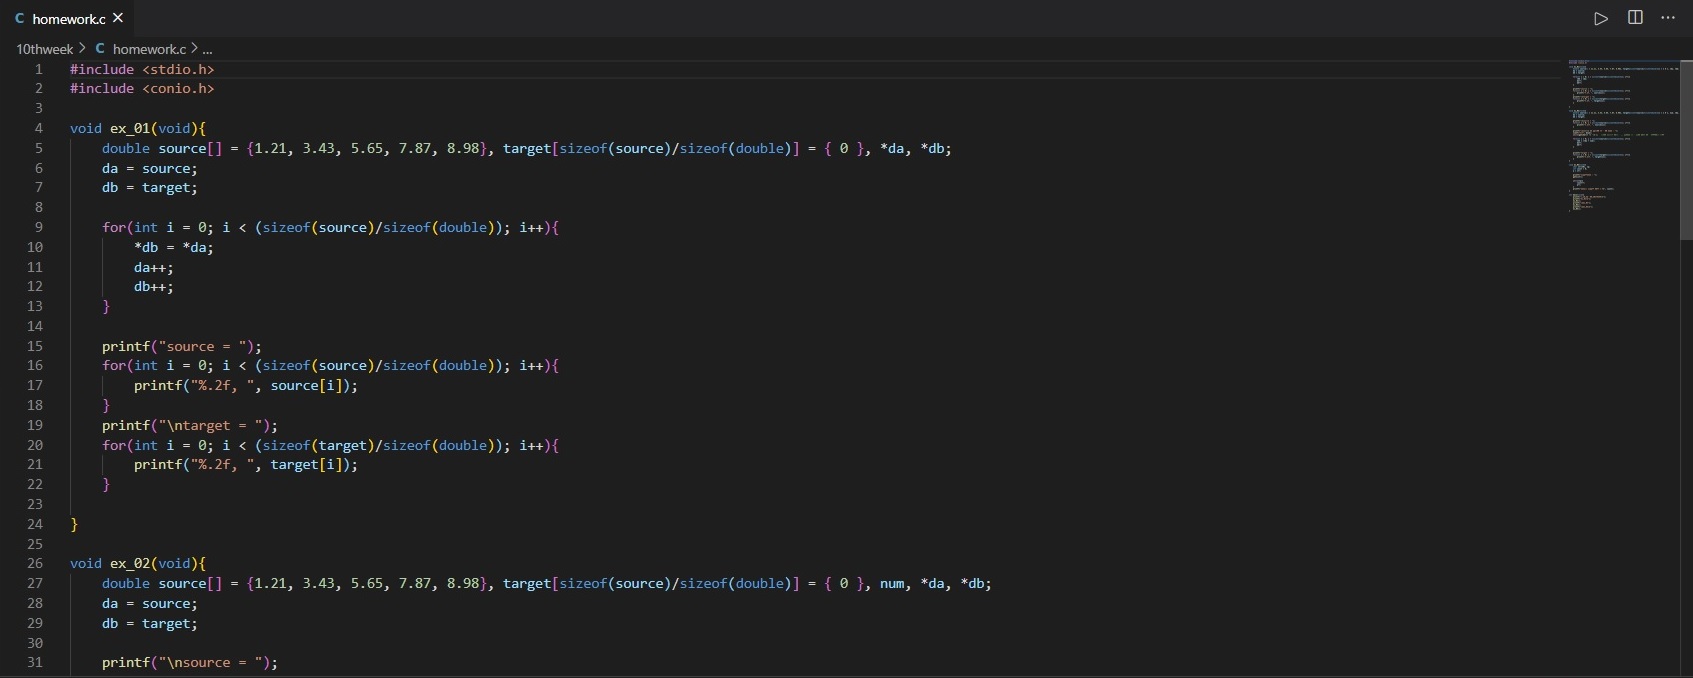 C homework.c
10thweek > C homework.c > ...
1 #include <stdio.h>
2 #include <conio.h>
3
4 void ex_01(void){
5     double source[] = {1.21, 3.43, 5.65, 7.87, 8.98}, target[sizeof(source)/sizeof(double)] = { 0 }, *da, *db;
6     da = source;
7     db = target;
8
9     for(int i = 0; i < (sizeof(source)/sizeof(double)); i++){
10         *db = *da;
11         da++;
12         db++;
13     }
14
15     printf("source = ");
16     for(int i = 0; i < (sizeof(source)/sizeof(double)); i++){
17         printf("%.2f, ", source[i]);
18     }
19     printf("\ntarget = ");
20     for(int i = 0; i < (sizeof(target)/sizeof(double)); i++){
21         printf("%.2f, ", target[i]);
22     }
23
24 }
25
26 void ex_02(void){
27     double source[] = {1.21, 3.43, 5.65, 7.87, 8.98}, target[sizeof(source)/sizeof(double)] = { 0 }, num, *da, *db;
28     da = source;
29     db = target;
30
31     printf("\nsource = ");